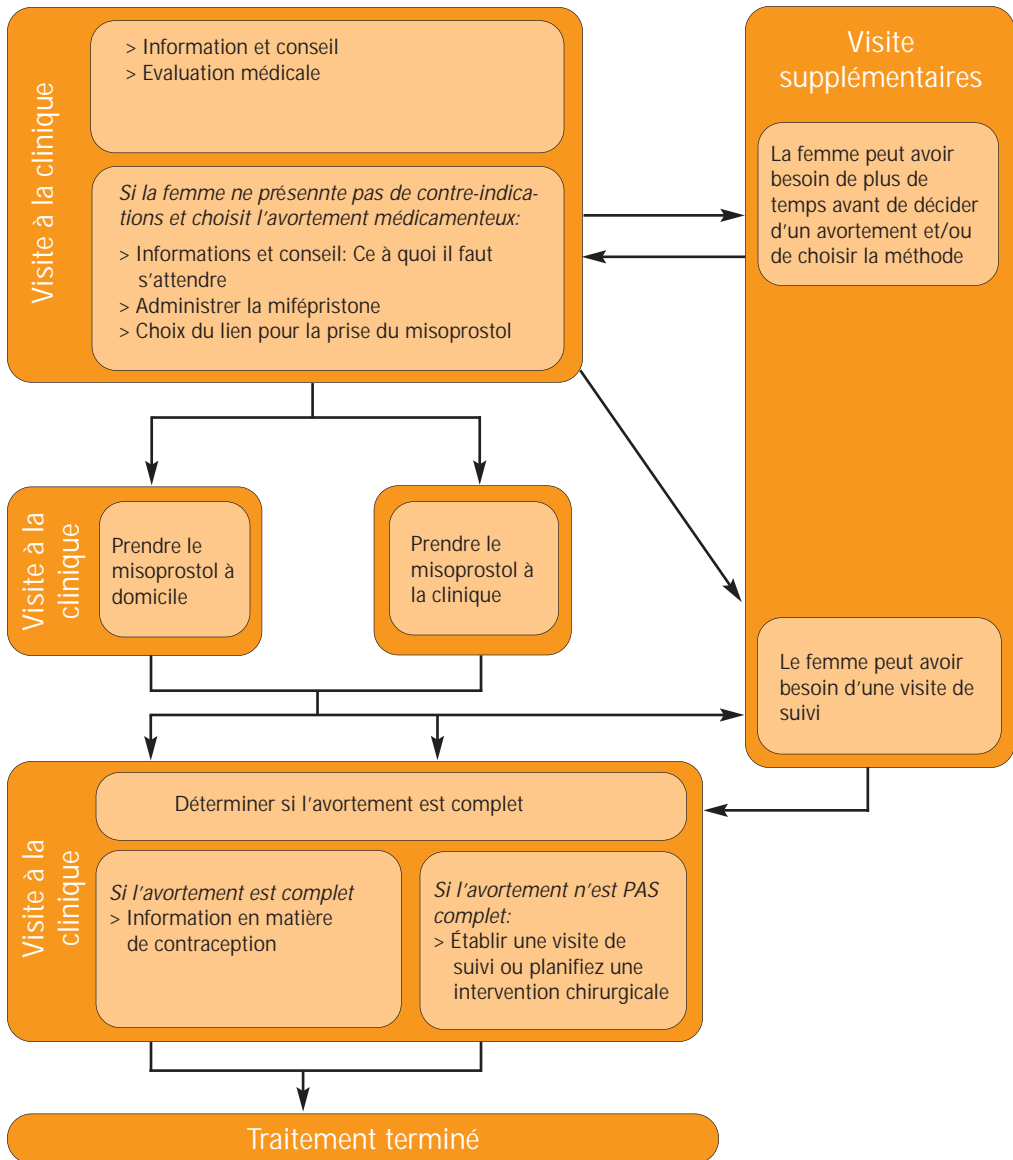 Visite à la clinique
> Information et conseil
> Evaluation médicale
Si la femme ne présennte pas de contre-indica-
tions et choisit l'avortement médicamenteux:
> Informations et conseil: Ce à quoi il faut
s'attendre
> Administrer la mifépristone
> Choix du lien pour la prise du misoprostol
Visite
supplémentaires
La femme peut avoir
besoin de plus de
temps avant de décider
d'un avortement et/ou
de choisir la méthode
Visite à la
clinique
Prendre le
misoprostol à
domicile
Prendre le
misoprostol à
la clinique
Le femme peut avoir
besoin d'une visite de
suivi
Visite à la
clinique
Déterminer si l'avortement est complet
Si l'avortement est complet
> Information en matière
de contraception
Si l'avortement n'est PAS
complet:
> Établir une visite de
suivi ou planifiez une
intervention chirurgicale
Traitement terminé